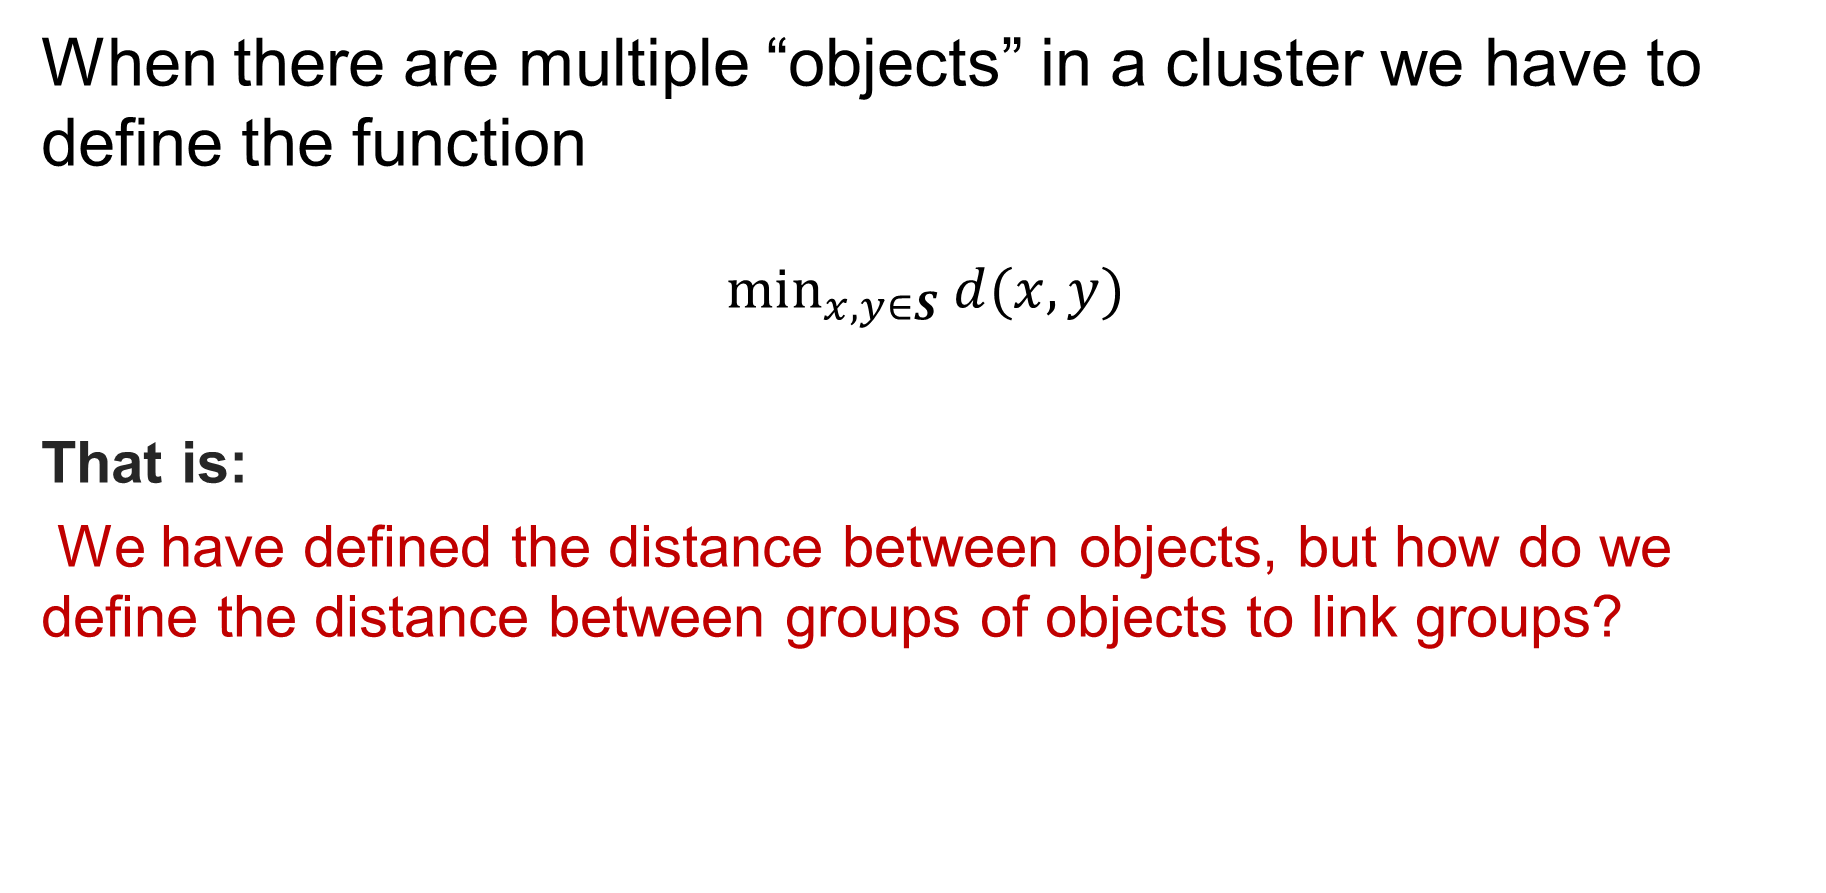 When there are multiple “objects” in a cluster we have to
define the function
min𝑥,𝑦∈𝑺 𝑑(𝑥, 𝑦)
That is:
We have defined the distance between objects, but how do we
define the distance between groups of objects to link groups?